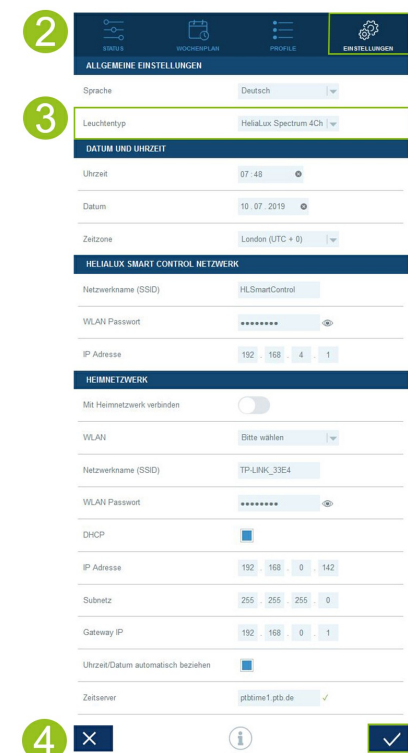 2
STATUS WOCHENPLAN PROFILE EINSTELLUNGEN
ALLGEMEINE EINSTELLUNGEN
Sprache Deutsch
3
Leuchtentyp HeliaLux Spectrum 4Ch
DATUM UND UHRZEIT
Uhrzeit 07 : 48
Datum 10 . 07 . 2019
Zeitzone London (UTC + 0)
HELIALUX SMART CONTROL NETZWERK
Netzwerkname (SSID) HLSmartControl
WLAN Passwort ••••••••
IP Adresse 192 . 168 . 4 . 1
HEIMNETZWERK
Mit Heimnetzwerk verbinden
WLAN Bitte wählen
Netzwerkname (SSID) TP-LINK_33E4
WLAN Passwort ••••••••
DHCP
IP Adresse 192 . 168 . 0 . 142
Subnetz 255 . 255 . 255 . 0
Gateway IP 192 . 168 . 0 . 1
Uhrzeit/Datum automatisch beziehen
Zeitserver ptbtime1.ptb.de ✓
4
i